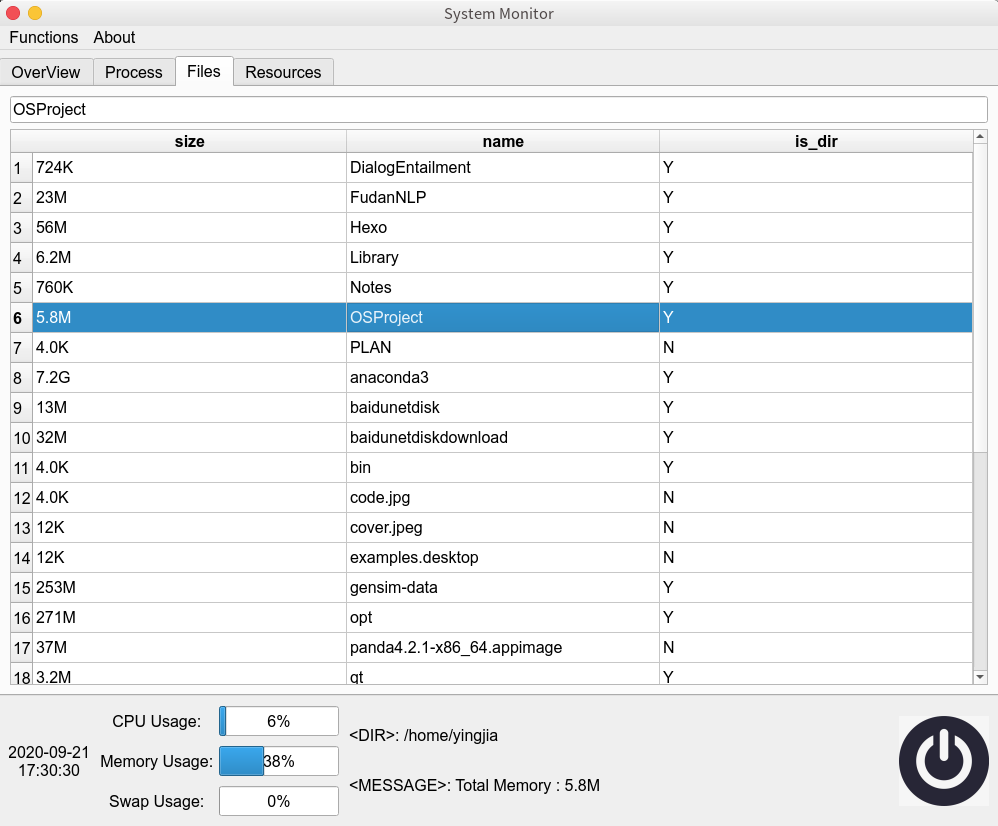 System Monitor
Functions About
OverView Process Files Resources
OSProject
size name is_dir
1 724K DialogEntailment Y
2 23M FudanNLP Y
3 56M Hexo Y
4 6.2M Library Y
5 760K Notes Y
6 5.8M OSProject Y
7 4.0K PLAN N
8 7.2G anaconda3 Y
9 13M baidunetdisk Y
10 32M baidunetdiskdownload Y
11 4.0K bin Y
12 4.0K code.jpg N
13 12K cover.jpeg N
14 12K examples.desktop N
15 253M gensim-data Y
16 271M opt Y
17 37M panda4.2.1-x86_64.appimage N
18 3.2M qt Y
2020-09-21
17:30:30
CPU Usage: 6%
Memory Usage: 38%
Swap Usage: 0%
<DIR>: /home/yingjia
<MESSAGE>: Total Memory : 5.8M